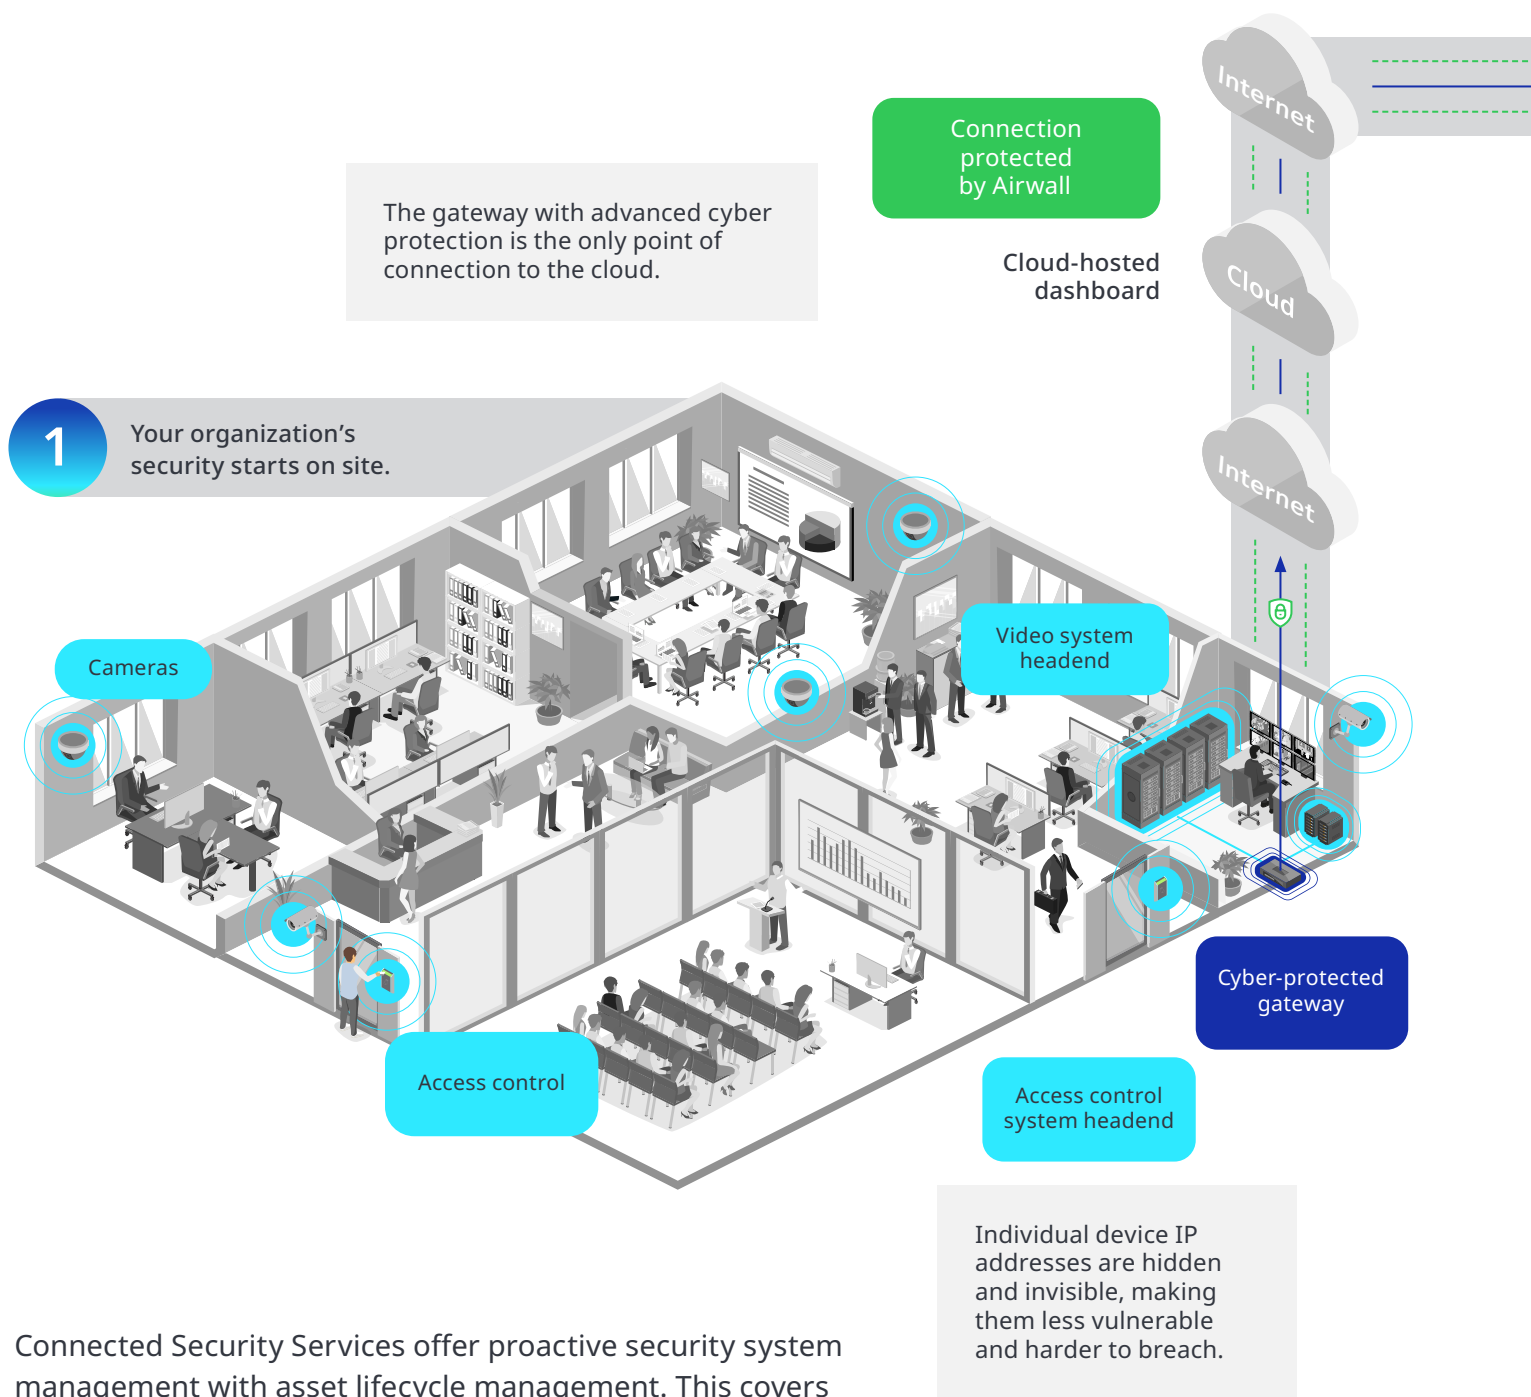 Internet
Connection
protected
by Airwall
The gateway with advanced cyber
protection is the only point of
connection to the cloud.
Cloud-hosted
dashboard
Cloud
1
Your organization’s
security starts on site.
Internet
Cameras
Video system
headend
Cyber-protected
gateway
Access control
Access control
system headend
Individual device IP
addresses are hidden
and invisible, making
them less vulnerable
and harder to breach.
Connected Security Services offer proactive security system
management with asset lifecycle management. This covers